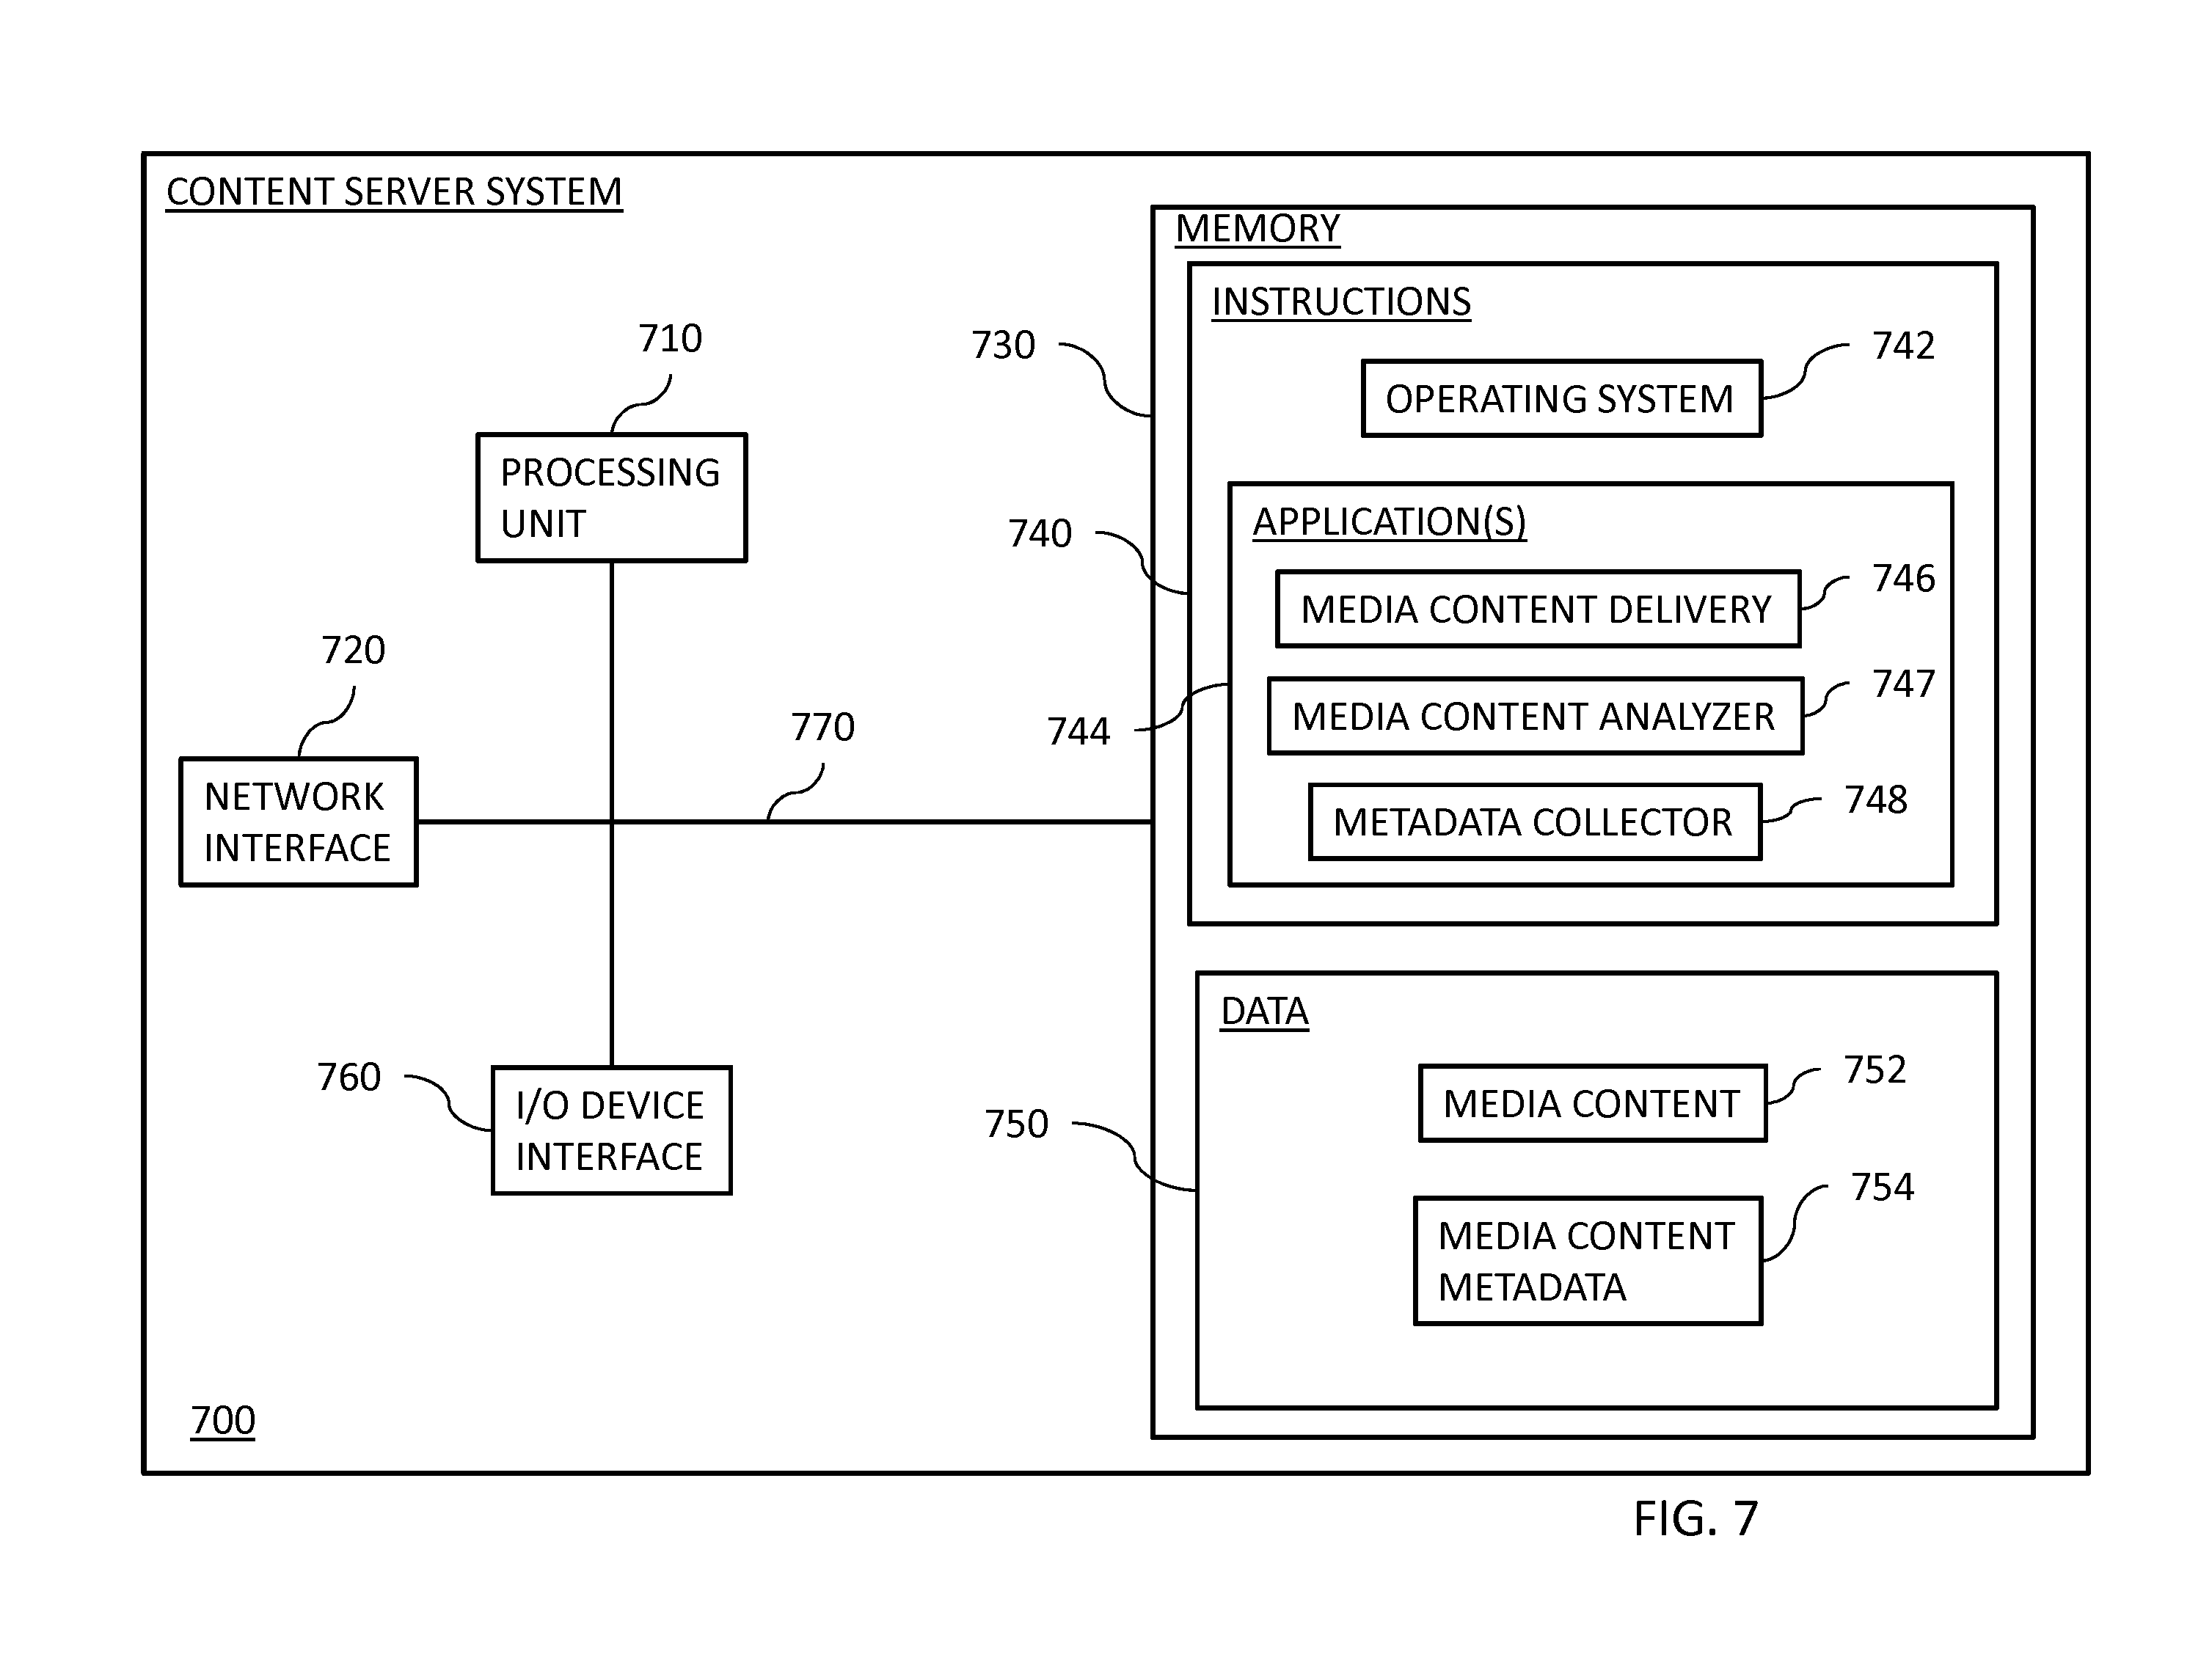 CONTENT SERVER SYSTEM
MEMORY
INSTRUCTIONS
710
730
742
OPERATING SYSTEM
PROCESSING
UNIT
740
APPLICATION(S)
746
MEDIA CONTENT DELIVERY
720
747
744
MEDIA CONTENT ANALYZER
770
NETWORK
INTERFACE
748
METADATA COLLECTOR
DATA
760
I/O DEVICE
INTERFACE
752
MEDIA CONTENT
750
754
MEDIA CONTENT
METADATA
700
FIG. 7